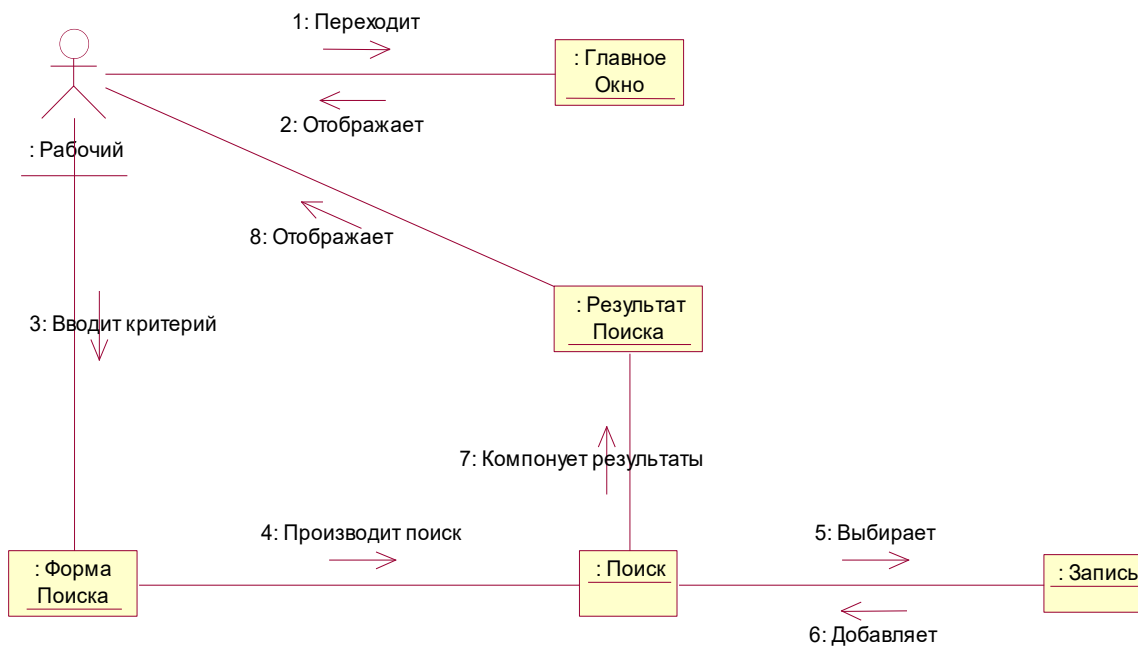 1: Переходит
: Главное
Окно
2: Отображает
: Рабочий
8: Отображает
: Результат
Поиска
3: Вводит критерий
7: Компонует результаты
4: Производит поиск
5: Выбирает
: Форма
Поиска
: Поиск
: Запись
6: Добавляет